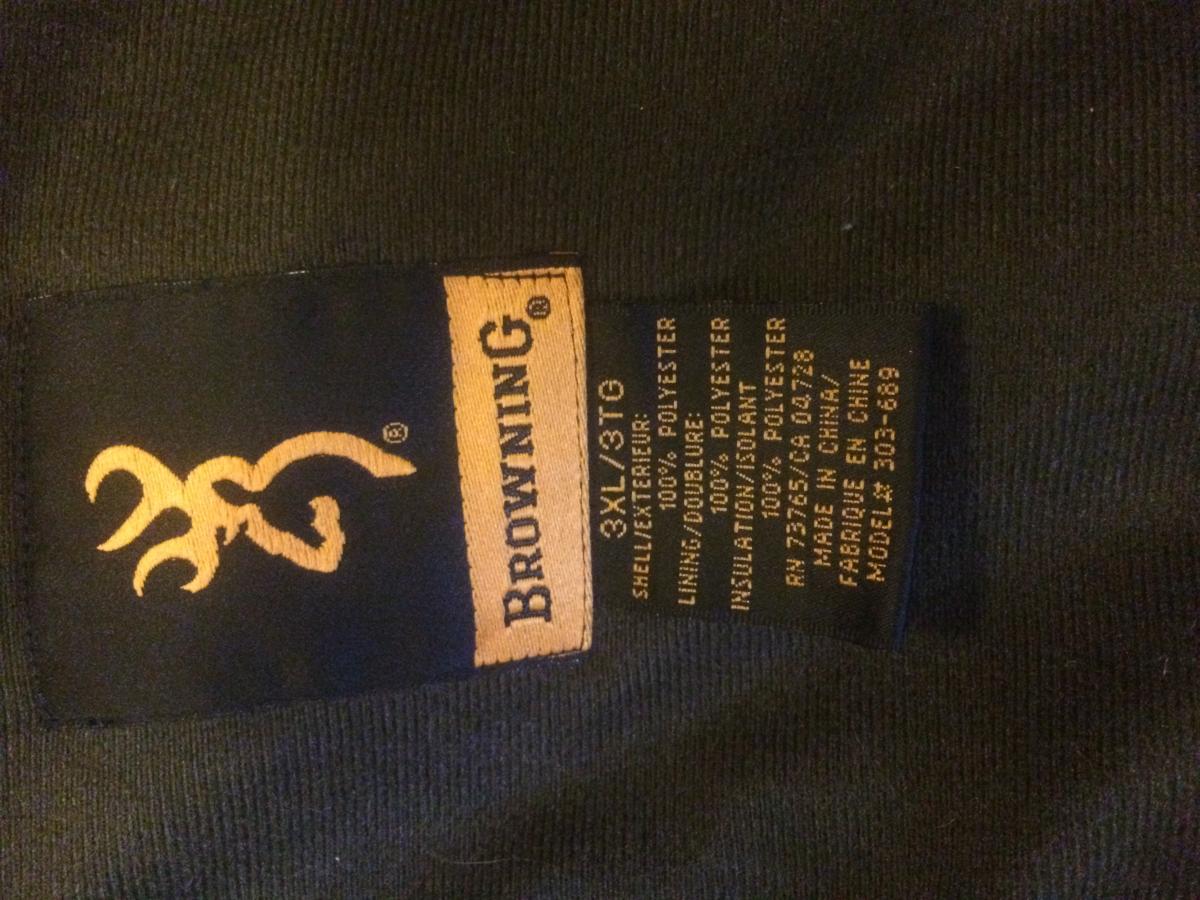 ®
BROWNING®
3XL/3TG
SHELL/EXTERIEUR:
100% POLYESTER
LINING/DOUBLURE:
100% POLYESTER
INSULATION/ISOLANT
100% POLYESTER
RN 73765/CA 04728
MADE IN CHINA/
FABRIQUE EN CHINE
MODEL# 303-689